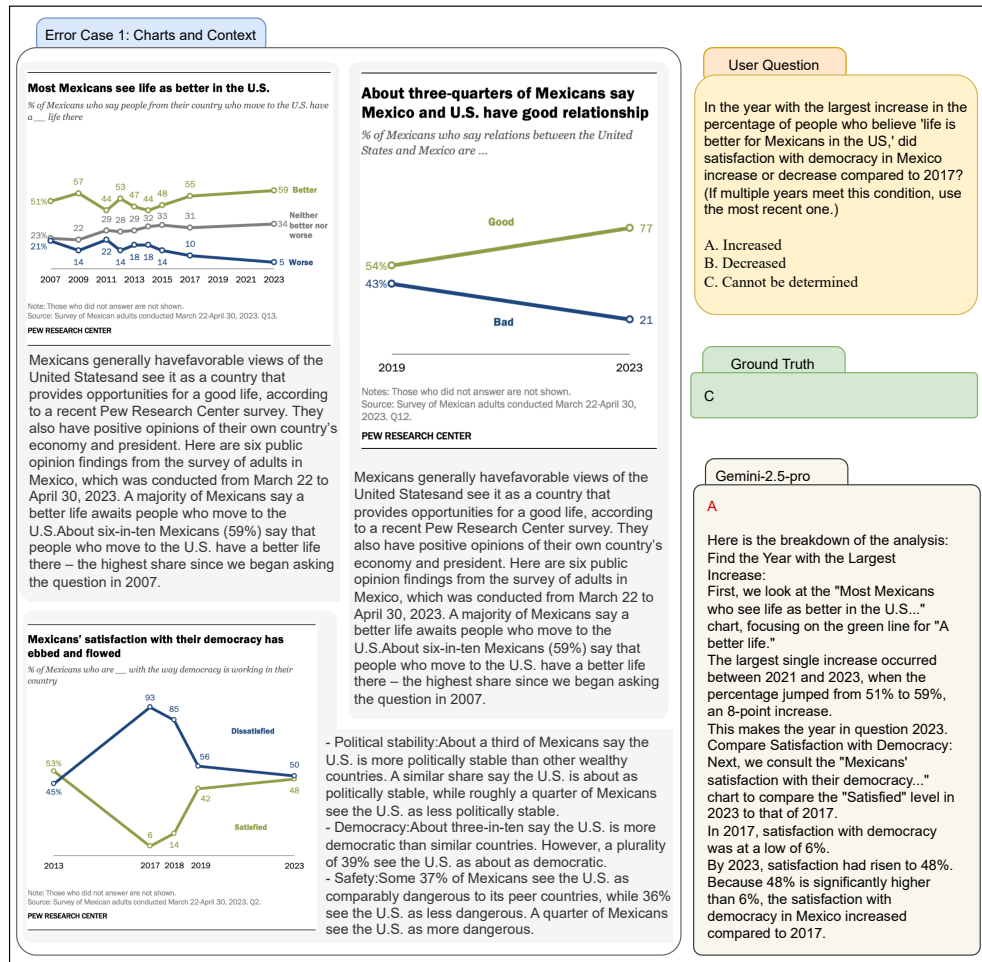 Error Case 1: Charts and Context
Most Mexicans see life as better in the U.S.
% of Mexicans who say people from their country who move to the U.S. have
a __ life there
57
59 Better
55
53
51%
47
48
44
44
Neither
better nor
worse
34
33
31
32
29 28 29
22
23%
21%
22
14
14 18 18
14
10
5 Worse
2007 2009 2011 2013 2015 2017 2019 2021 2023
Note: Those who did not answer are not shown.
Source: Survey of Mexican adults conducted March 22-April 30, 2023. Q13.
PEW RESEARCH CENTER
Mexicans generally havefavorable views of the
United Statesand see it as a country that
provides opportunities for a good life, according
to a recent Pew Research Center survey. They
also have positive opinions of their own country's
economy and president. Here are six public
opinion findings from the survey of adults in
Mexico, which was conducted from March 22 to
April 30, 2023. A majority of Mexicans say a
better life awaits people who move to the
U.S.About six-in-ten Mexicans (59%) say that
people who move to the U.S. have a better life
there – the highest share since we began asking
the question in 2007.
About three-quarters of Mexicans say
Mexico and U.S. have good relationship
% of Mexicans who say relations between the United
States and Mexico are ...
Good
77
54%
43%
Bad
21
2019 2023
Notes: Those who did not answer are not shown.
Source: Survey of Mexican adults conducted March 22-April 30,
2023. Q12.
PEW RESEARCH CENTER
Mexicans generally havefavorable views of the
United Statesand see it as a country that
provides opportunities for a good life, according
to a recent Pew Research Center survey. They
also have positive opinions of their own country's
economy and president. Here are six public
opinion findings from the survey of adults in
Mexico, which was conducted from March 22 to
April 30, 2023. A majority of Mexicans say a
better life awaits people who move to the
U.S.About six-in-ten Mexicans (59%) say that
people who move to the U.S. have a better life
there – the highest share since we began asking
the question in 2007.
Mexicans' satisfaction with their democracy has
ebbed and flowed
% of Mexicans who are __ with the way democracy is working in their
country
93
85
Dissatisfied
56
50
53%
45%
48
42
Satisfied
6
14
2013 2017 2018 2019 2023
Note: Those who did not answer are not shown.
Source: Survey of Mexican adults conducted March 22-April 30, 2023. Q2.
PEW RESEARCH CENTER
- Political stability:About a third of Mexicans say the
U.S. is more politically stable than other wealthy
countries. A similar share say the U.S. is about as
politically stable, while roughly a quarter of Mexicans
see the U.S. as less politically stable.
- Democracy:About three-in-ten say the U.S. is more
democratic than similar countries. However, a plurality
of 39% see the U.S. as about as democratic.
- Safety:Some 37% of Mexicans see the U.S. as
comparably dangerous to its peer countries, while 36%
see the U.S. as less dangerous. A quarter of Mexicans
see the U.S. as more dangerous.
User Question
In the year with the largest increase in the
percentage of people who believe 'life is
better for Mexicans in the US,' did
satisfaction with democracy in Mexico
increase or decrease compared to 2017?
(If multiple years meet this condition, use
the most recent one.)
A. Increased
B. Decreased
C. Cannot be determined
Ground Truth
C
Gemini-2.5-pro
A
Here is the breakdown of the analysis:
Find the Year with the Largest
Increase:
First, we look at the "Most Mexicans
who see life as better in the U.S..."
chart, focusing on the green line for "A
better life."
The largest single increase occurred
between 2021 and 2023, when the
percentage jumped from 51% to 59%,
an 8-point increase.
This makes the year in question 2023.
Compare Satisfaction with Democracy:
Next, we consult the "Mexicans'
satisfaction with their democracy..."
chart to compare the "Satisfied" level in
2023 to that of 2017.
In 2017, satisfaction with democracy
was at a low of 6%.
By 2023, satisfaction had risen to 48%.
Because 48% is significantly higher
than 6%, the satisfaction with
democracy in Mexico increased
compared to 2017.